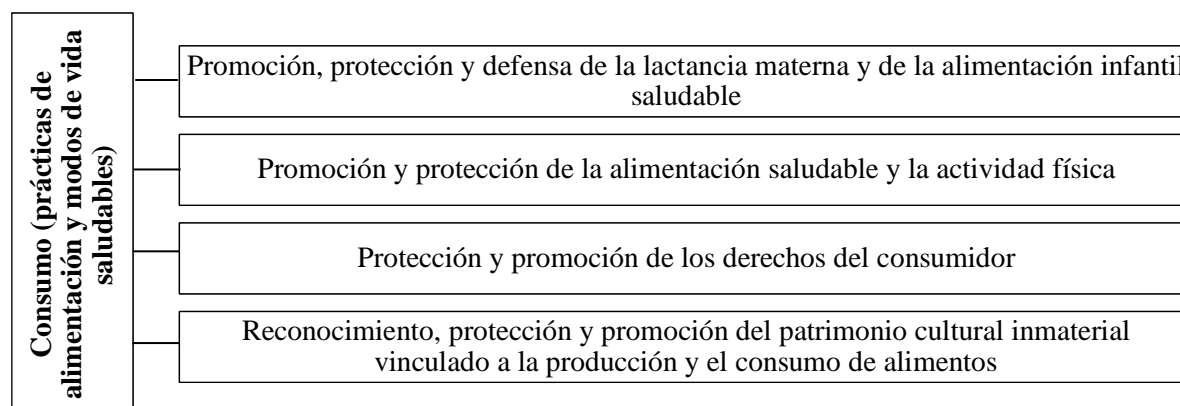 Consumo (prácticas de
alimentación y modos de vida
saludables)
Promoción, protección y defensa de la lactancia materna y de la alimentación infantil
saludable
Promoción y protección de la alimentación saludable y la actividad física
Protección y promoción de los derechos del consumidor
Reconocimiento, protección y promoción del patrimonio cultural inmaterial
vinculado a la producción y el consumo de alimentos